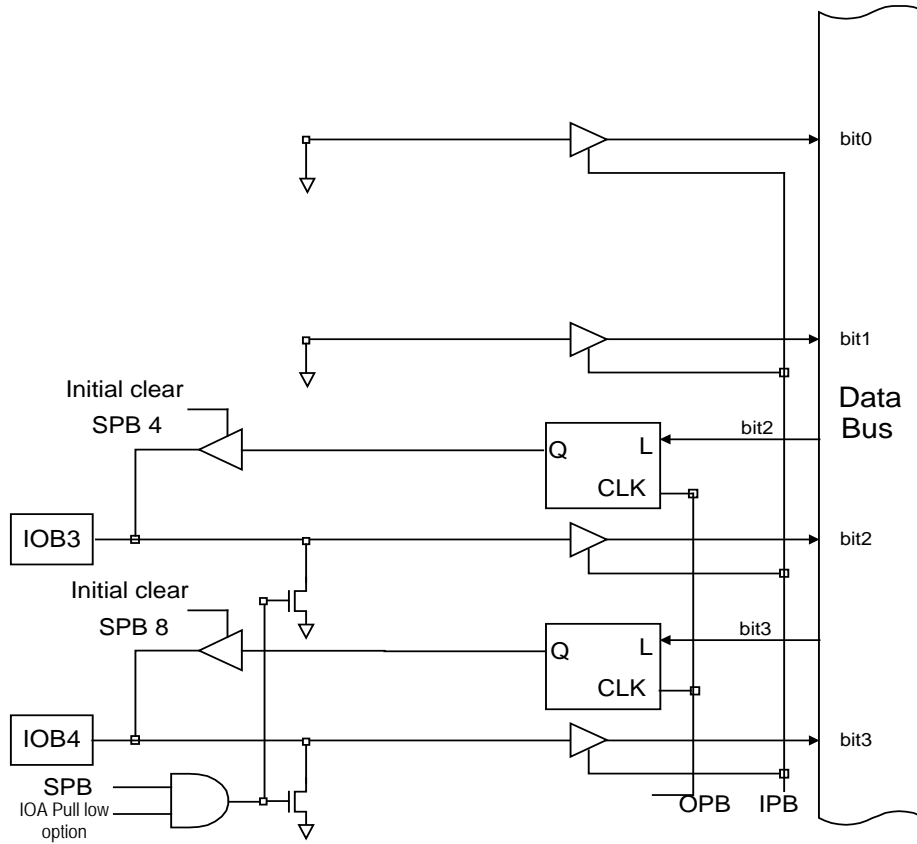 bit0
bit1
Initial clear
SPB 4
Data
Bus
bit2
Q
L
CLK
IOB3
bit2
Initial clear
SPB 8
bit3
Q
L
CLK
IOB4
bit3
SPB
IOA Pull low
option
OPB
IPB